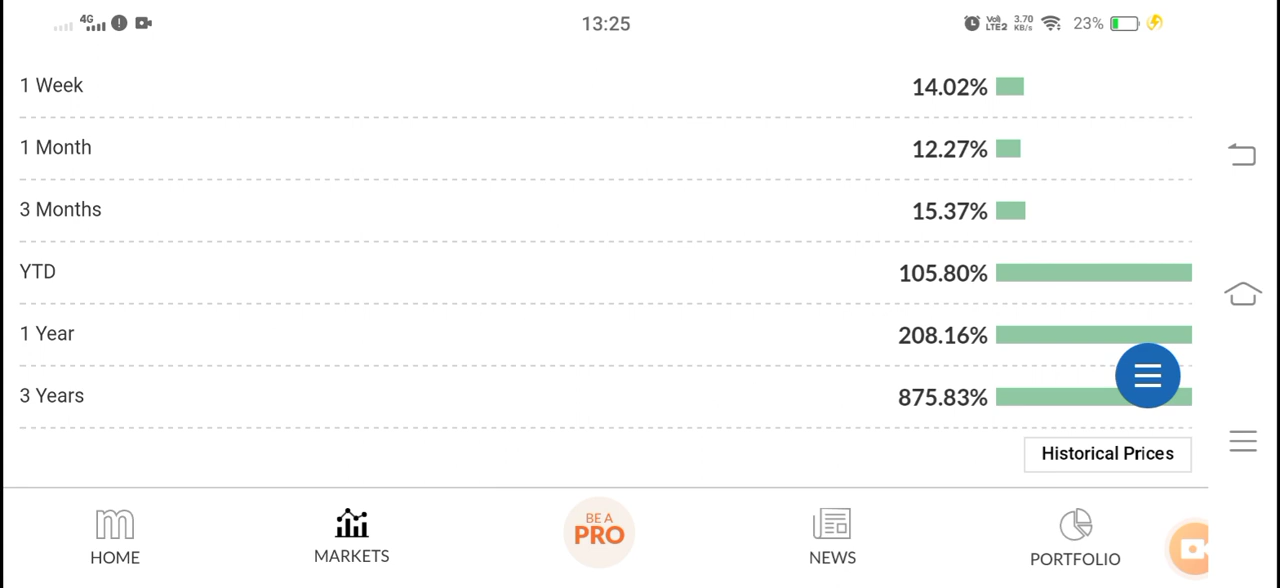 4G 13:25 Vo) LTE2 3.70 KB/s 23%
1 Week 14.02%
1 Month 12.27%
3 Months 15.37%
YTD 105.80%
1 Year 208.16%
3 Years 875.83%
Historical Prices
m HOME
MARKETS
BE A
PRO
NEWS
PORTFOLIO